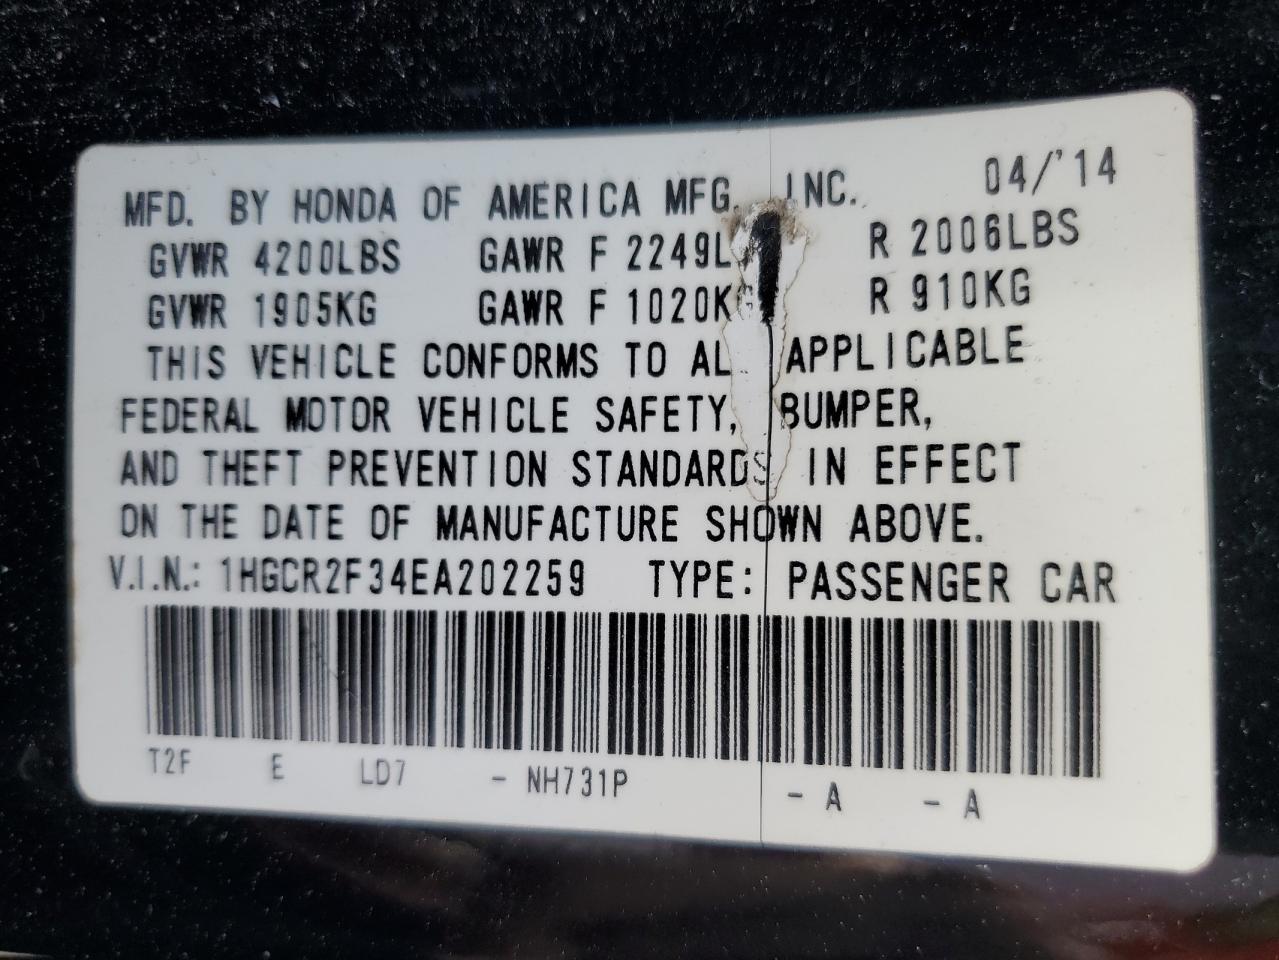 MFD. BY HONDA OF AMERICA MFG. INC. 04/'14
GVWR 4200LBS GAWR F 2249L R 2006LBS
GVWR 1905KG GAWR F 1020KG R 910KG
THIS VEHICLE CONFORMS TO AL APPLICABLE
FEDERAL MOTOR VEHICLE SAFETY, BUMPER,
AND THEFT PREVENTION STANDARDS IN EFFECT
ON THE DATE OF MANUFACTURE SHOWN ABOVE.
V.I.N.: 1HGCR2F34EA202259 TYPE: PASSENGER CAR
T2F E LD7 - NH731P - A - A